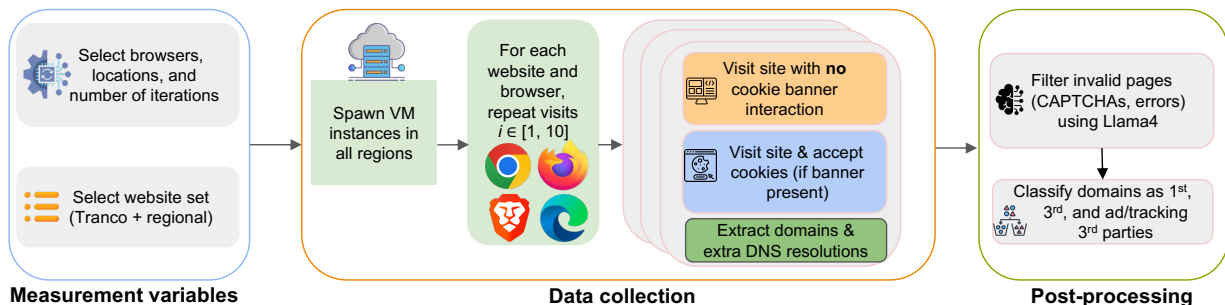 Select browsers,
locations, and
number of iterations
Select website set
(Tranco + regional)
Measurement variables
Spawn VM
instances in
all regions
For each
website and
browser,
repeat visits
i ∈ [1, 10]
Visit site with no
cookie banner
interaction
Visit site & accept
cookies (if banner
present)
Extract domains &
extra DNS resolutions
Data collection
Filter invalid pages
(CAPTCHAs, errors)
using Llama4
Classify domains as 1st,
3rd, and ad/tracking
3rd parties
Post-processing